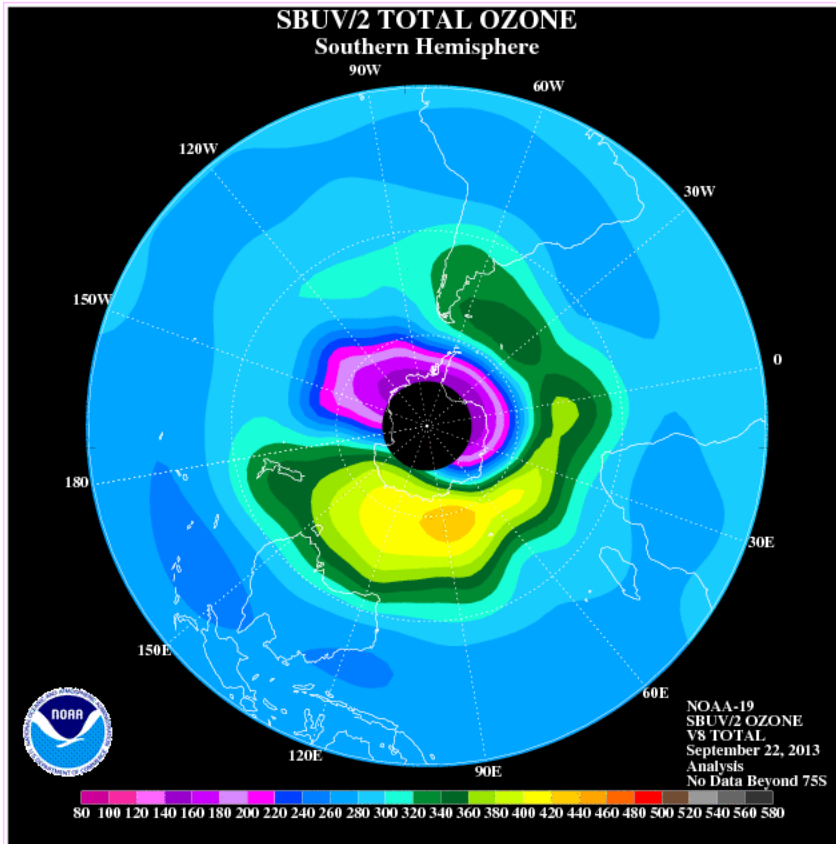 SBUV/2 TOTAL OZONE
Southern Hemisphere
90W
60W
120W
30W
150W
0
180
30E
150E
60E
120E
90E
NOAA
NOAA-19
SBUV/2 OZONE
V8 TOTAL
September 22, 2013
Analysis
No Data Beyond 75S
80 100 120 140 160 180 200 220 240 260 280 300 320 340 360 380 400 420 440 460 480 500 520 540 560 580